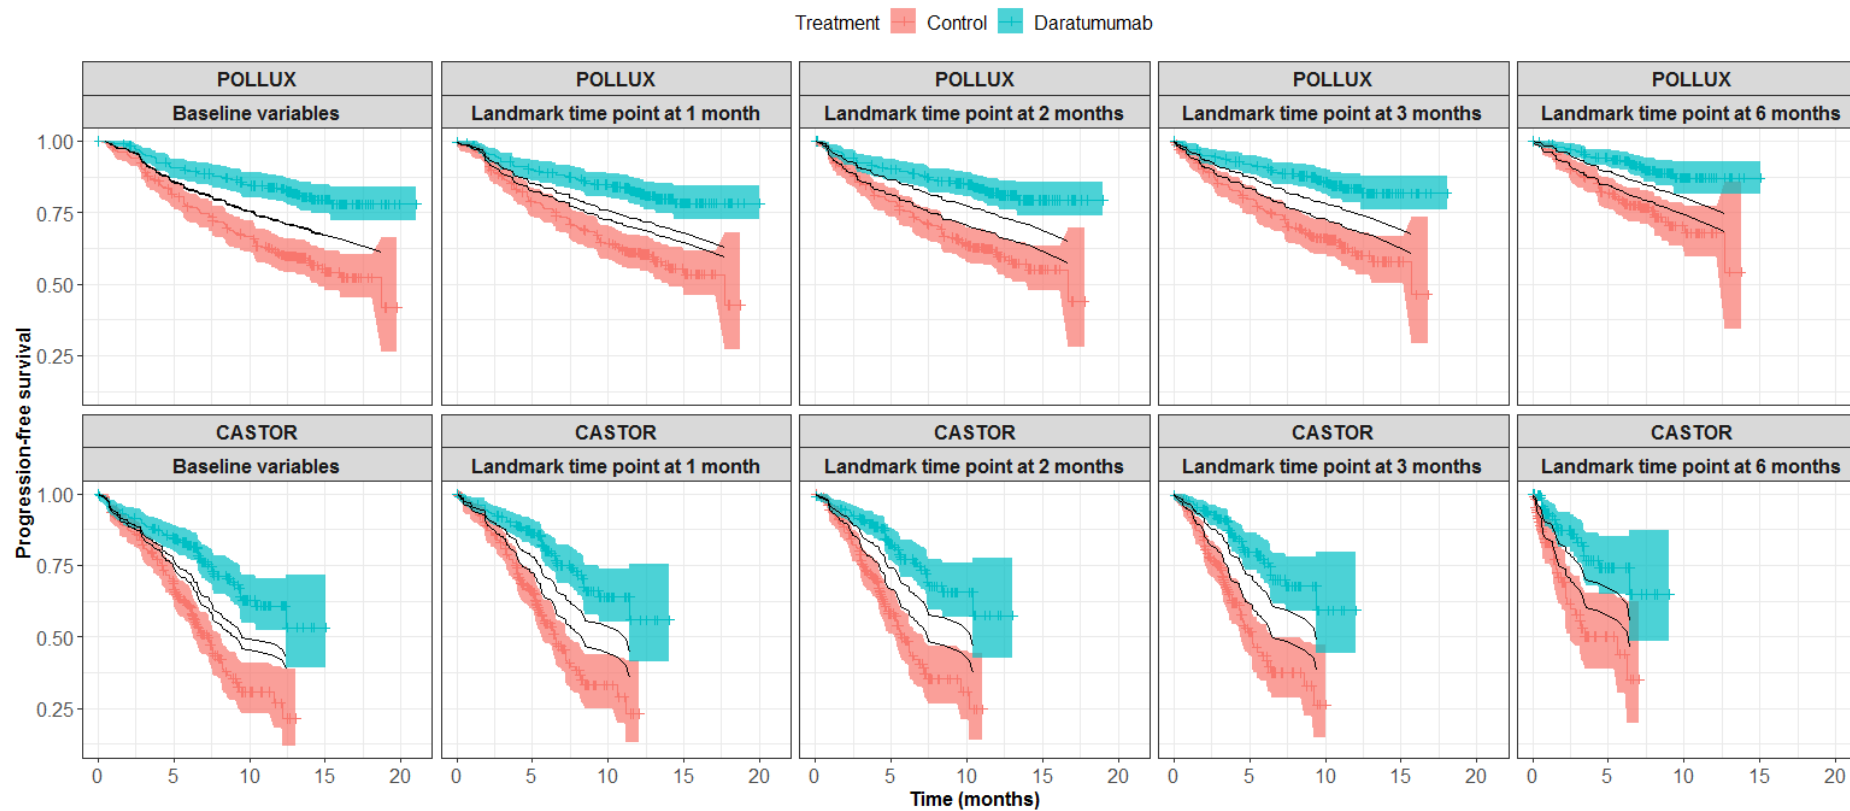 Treatment Control Daratumumab
POLLUX POLLUX POLLUX POLLUX POLLUX
Baseline variables Landmark time point at 1 month Landmark time point at 2 months Landmark time point at 3 months Landmark time point at 6 months
1.00
0.75
0.50
0.25
Progression-free survival
CASTOR CASTOR CASTOR CASTOR CASTOR
Baseline variables Landmark time point at 1 month Landmark time point at 2 months Landmark time point at 3 months Landmark time point at 6 months
1.00
0.75
0.50
0.25
0 5 10 15 20 0 5 10 15 20 0 5 10 15 20 0 5 10 15 20 0 5 10 15 20
Time (months)